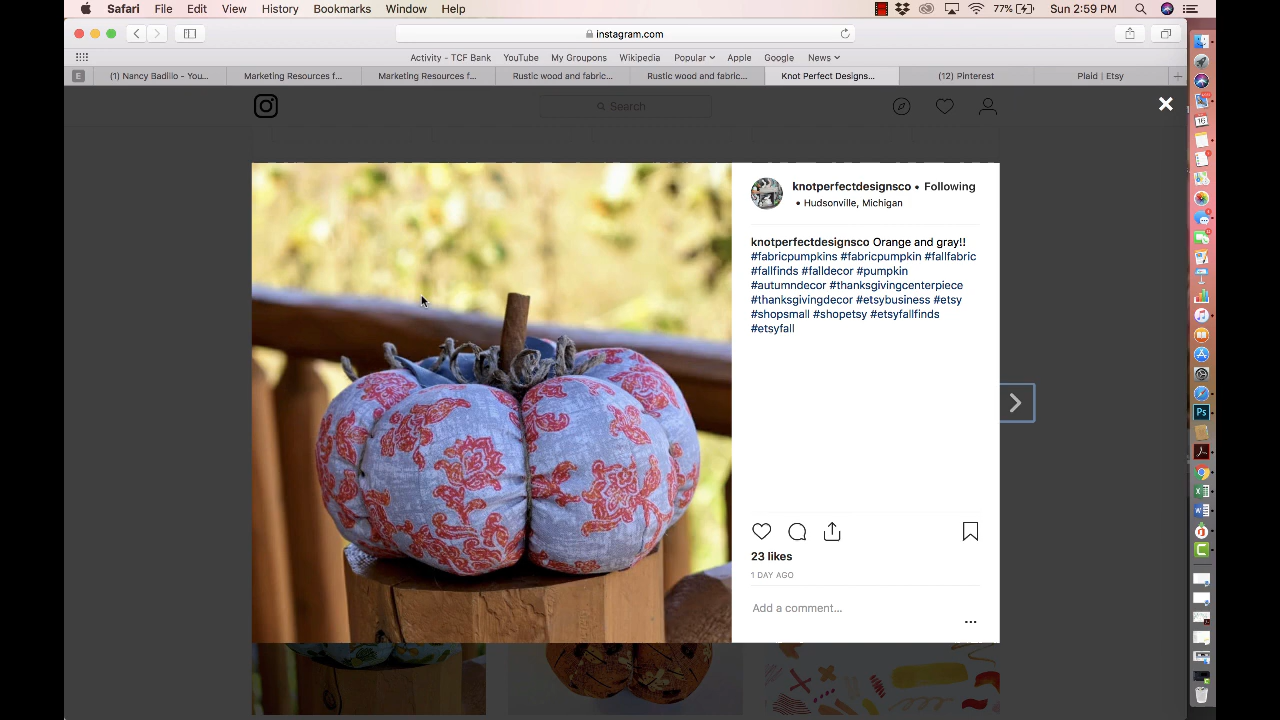 Safari File Edit View History Bookmarks Window Help 77% Sun 2:59 PM
instagram.com
Activity - TCF Bank YouTube My Groupons Wikipedia Popular Apple Google News
E (1) Nancy Badillo - You... Marketing Resources f... Marketing Resources f... Rustic wood and fabric... Rustic wood and fabric... Knot Perfect Designs... (12) Pinterest Plaid | Etsy
Search
knotperfectdesignsco • Following
• Hudsonville, Michigan
knotperfectdesignsco Orange and gray!!
#fabricpumpkins #fabricpumpkin #fallfabric
#fallfinds #falldecor #pumpkin
#autumndecor #thanksgivingcenterpiece
#thanksgivingdecor #etsybusiness #etsy
#shopsmall #shopetsy #etsyfallfinds
#etsyfall
23 likes
1 DAY AGO
Add a comment...
16
Ps